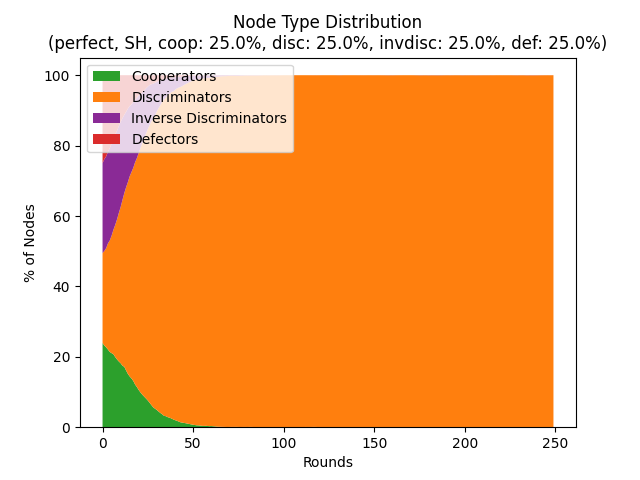 Node Type Distribution
(perfect, SH, coop: 25.0%, disc: 25.0%, invdisc: 25.0%, def: 25.0%)
Cooperators
Discriminators
Inverse Discriminators
Defectors
% of Nodes
100
80
60
40
20
0
0 50 100 150 200 250
Rounds